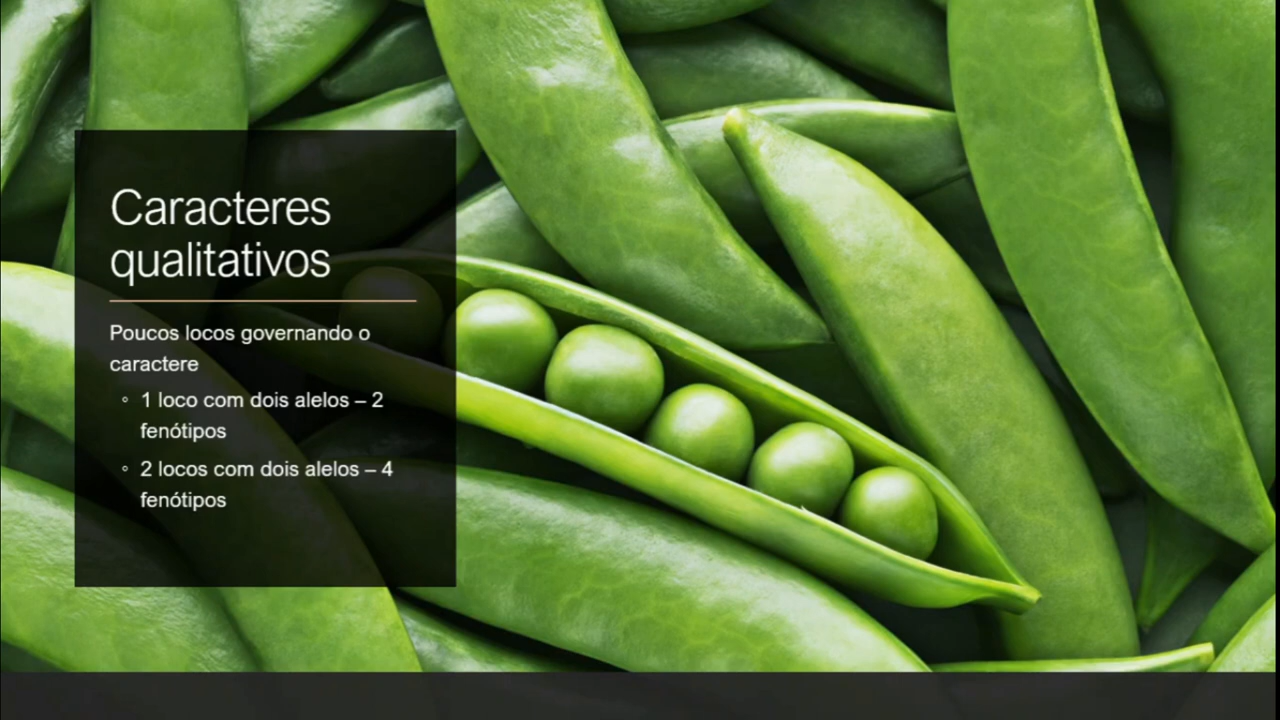 Caracteres
qualitativos
Poucos locos governando o
caractere
◦ 1 loco com dois alelos – 2
fenótipos
◦ 2 locos com dois alelos – 4
fenótipos